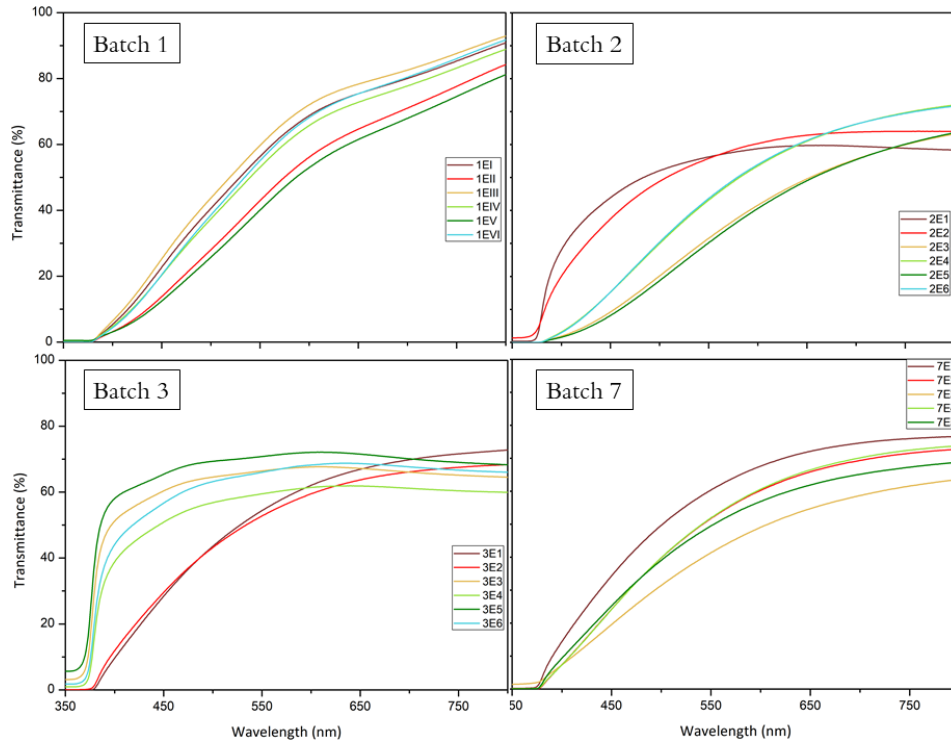 100
80
60
40
20
0
Transmittance (%)
Batch 1
1EI
1EII
1EIII
1EIV
1EV
1EVI
Batch 2
2E1
2E2
2E3
2E4
2E5
2E6
100
80
60
40
20
0
Transmittance (%)
Batch 3
3E1
3E2
3E3
3E4
3E5
3E6
350 450 550 650 750
Wavelength (nm)
Batch 7
7E
7E
7E
7E
7E
50 450 550 650 750
Wavelength (nm)